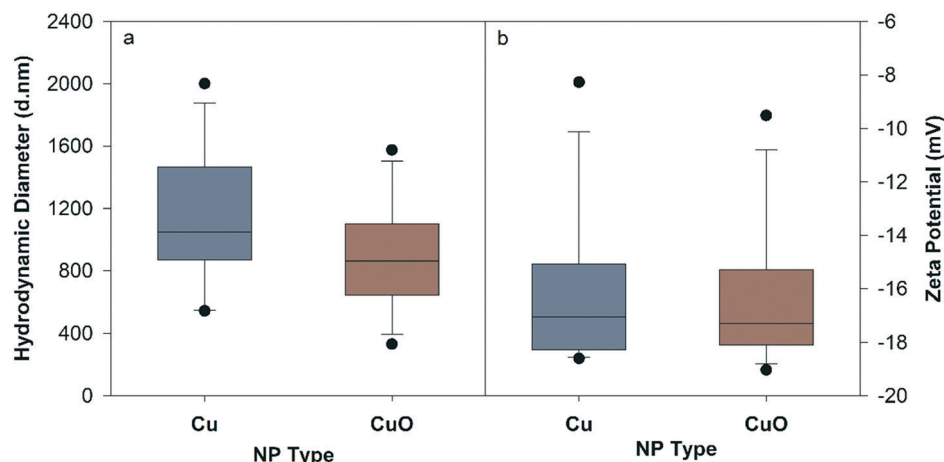 a
b
Hydrodynamic Diameter (d.nm)
2400
2000
1600
1200
800
400
0
-6
-8
-10
-12
-14
-16
-18
-20
Zeta Potential (mV)
Cu
CuO
Cu
CuO
NP Type
NP Type